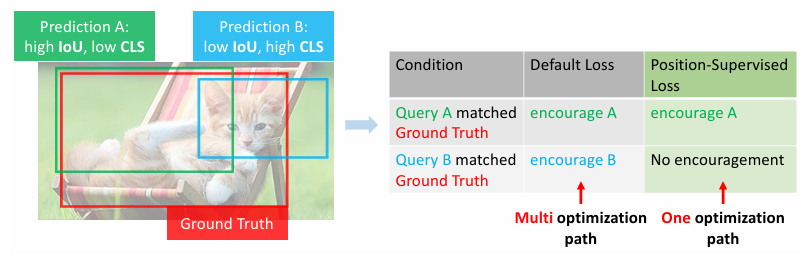 Prediction A:
high IoU, low CLS
Prediction B:
low IoU, high CLS
Ground Truth
Condition
Default Loss
Position-Supervised
Loss
Query A matched
Ground Truth
encourage A
encourage A
Query B matched
Ground Truth
encourage B
No encouragement
Multi optimization
path
One optimization
path